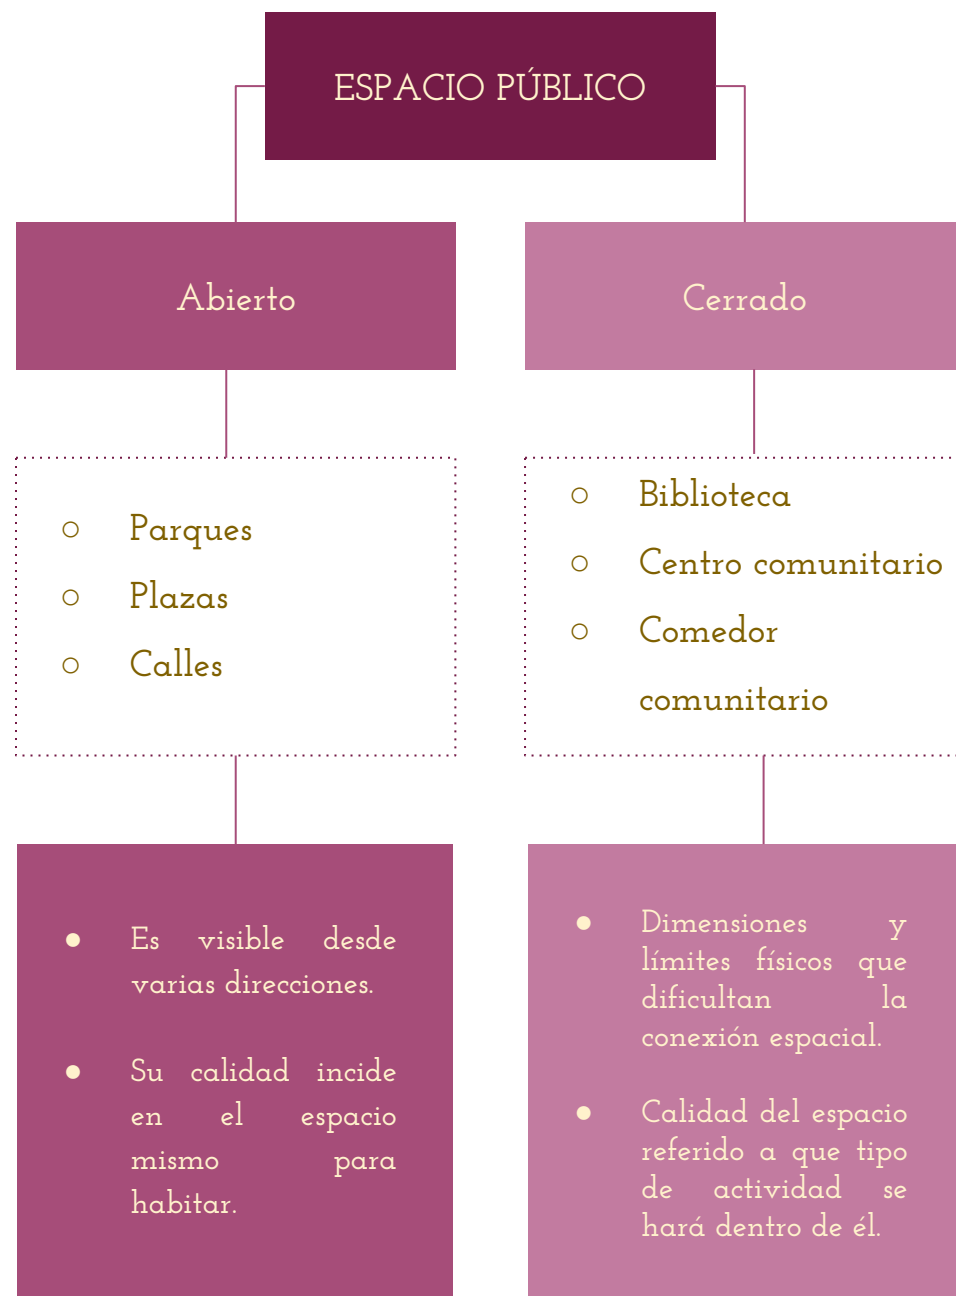 ESPACIO PÚBLICO
Abierto
Cerrado
○ Parques
○ Plazas
○ Calles
○ Biblioteca
○ Centro comunitario
○ Comedor
comunitario
● Es visible desde
varias direcciones.
● Su calidad incide
en el espacio
mismo para
habitar.
● Dimensiones y
límites físicos que
dificultan la
conexión espacial.
● Calidad del espacio
referido a que tipo
de actividad se
hará dentro de él.